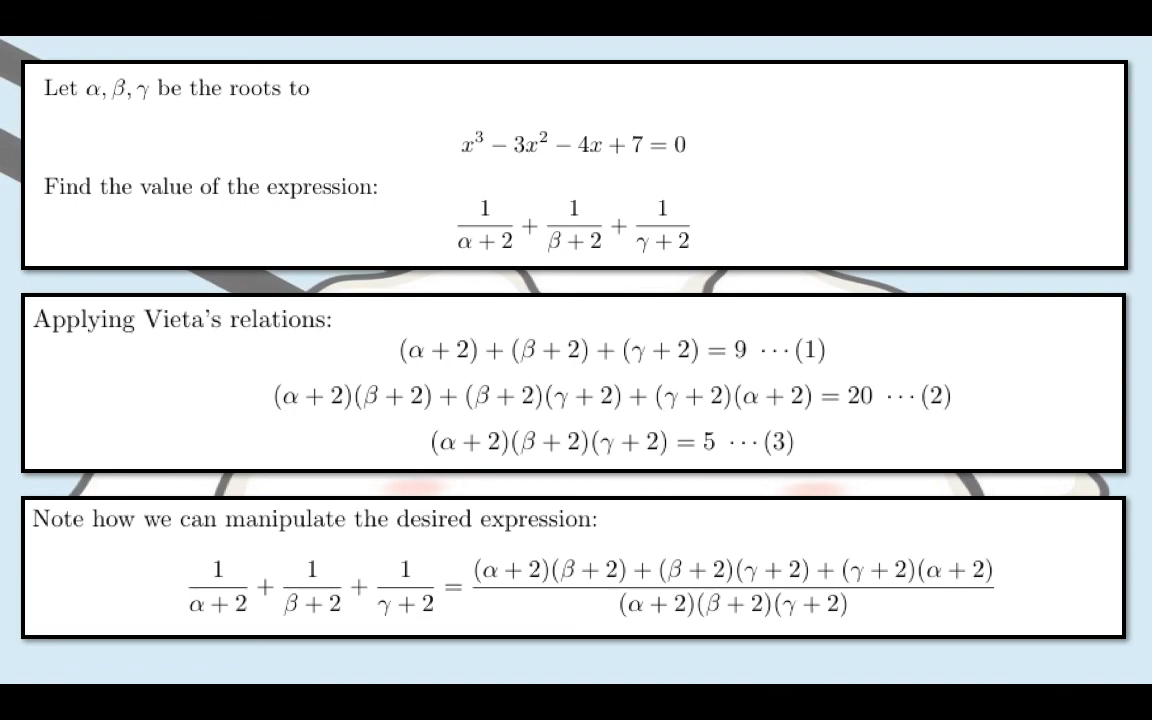 Let α, β, γ be the roots to
x³ − 3x² − 4x + 7 = 0
Find the value of the expression:
1/(α + 2) + 1/(β + 2) + 1/(γ + 2)
Applying Vieta's relations:
(α + 2) + (β + 2) + (γ + 2) = 9 ⋯ (1)
(α + 2)(β + 2) + (β + 2)(γ + 2) + (γ + 2)(α + 2) = 20 ⋯ (2)
(α + 2)(β + 2)(γ + 2) = 5 ⋯ (3)
Note how we can manipulate the desired expression:
1/(α + 2) + 1/(β + 2) + 1/(γ + 2) = ((α + 2)(β + 2) + (β + 2)(γ + 2) + (γ + 2)(α + 2))/((α + 2)(β + 2)(γ + 2))